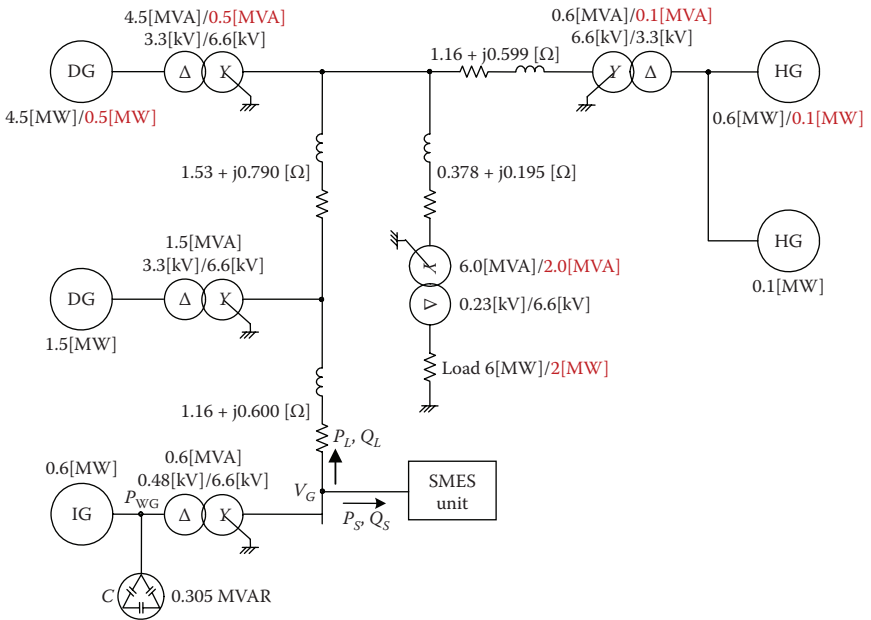 4.5[MVA]/0.5[MVA]
3.3[kV]/6.6[kV]
DG
Δ
Y
4.5[MW]/0.5[MW]
1.16 + j0.599 [Ω]
0.6[MVA]/0.1[MVA]
6.6[kV]/3.3[kV]
Y
Δ
HG
0.6[MW]/0.1[MW]
1.53 + j0.790 [Ω]
0.378 + j0.195 [Ω]
HG
0.1[MW]
1.5[MVA]
3.3[kV]/6.6[kV]
DG
Δ
Y
1.5[MW]
Y
6.0[MVA]/2.0[MVA]
Δ
0.23[kV]/6.6[kV]
Load 6[MW]/2[MW]
1.16 + j0.600 [Ω]
P_L, Q_L
0.6[MW]
0.6[MVA]
0.48[kV]/6.6[kV]
P_WG
IG
Δ
Y
V_G
P_S, Q_S
SMES
unit
C
0.305 MVAR